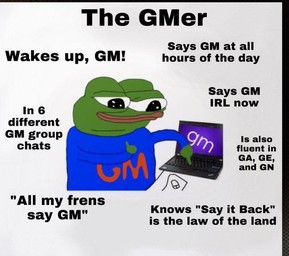 The GMer
Wakes up, GM!
Says GM at all
hours of the day
Says GM
IRL now
In 6
different
GM group
chats
gm
GM
Is also
fluent in
GA, GE,
and GN
"All my frens
say GM"
Knows "Say it Back"
is the law of the land